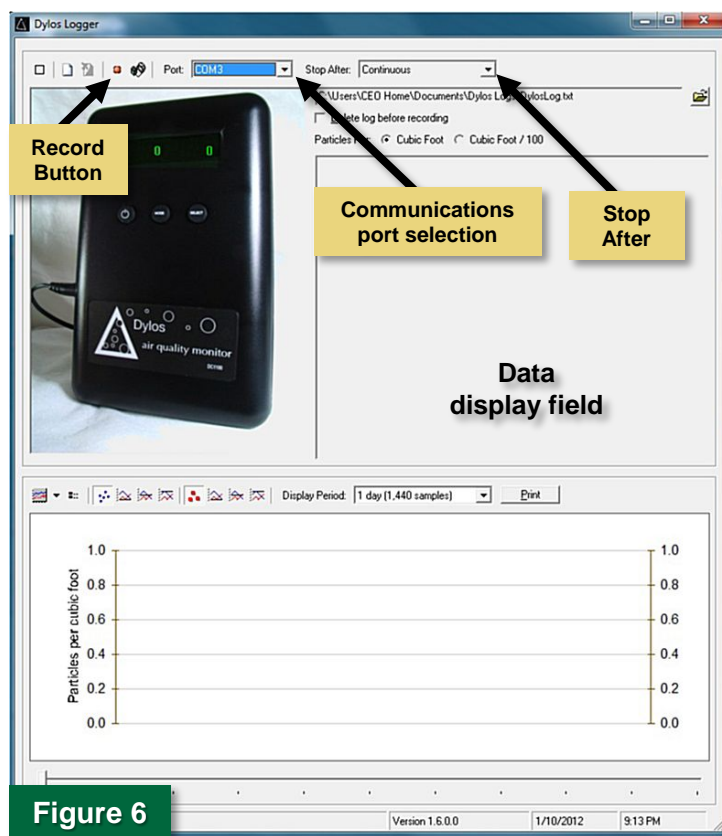 Dylos Logger
Port: COM3 Stop After: Continuous
\Users\CEO Home\Documents\Dylos Logs\DylosLog.txt
log before recording
Particles Cubic Foot Cubic Foot / 100
Record
Button
0 0
MODE SELECT
Communications
port selection
Stop
After
Dylos
air quality monitor
DC1100
Data
display field
Display Period: 1 day (1,440 samples) Print
Particles per cubic foot
1.0 1.0
0.8 0.8
0.6 0.6
0.4 0.4
0.2 0.2
0.0 0.0
Figure 6
Version 1.6.0.0 1/10/2012 9:13 PM